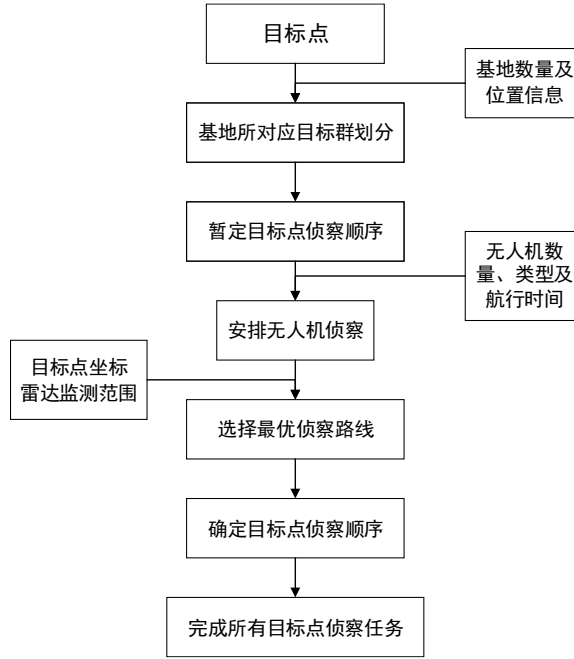 目标点
基地数量及
位置信息
基地所对应目标群划分
暂定目标点侦察顺序
无人机数
量、类型及
航行时间
安排无人机侦察
目标点坐标
雷达监测范围
选择最优侦察路线
确定目标点侦察顺序
完成所有目标点侦察任务